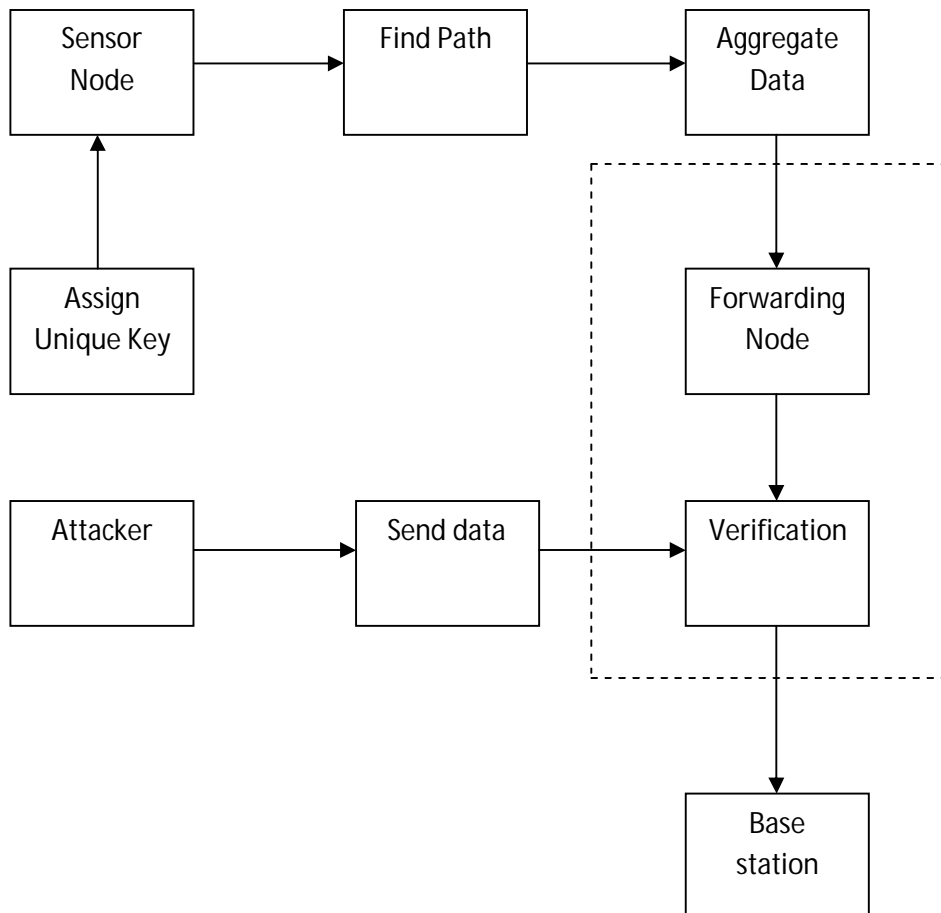 Sensor
Node
Find Path
Aggregate
Data
Assign
Unique Key
Forwarding
Node
Attacker
Send data
Verification
Base
station